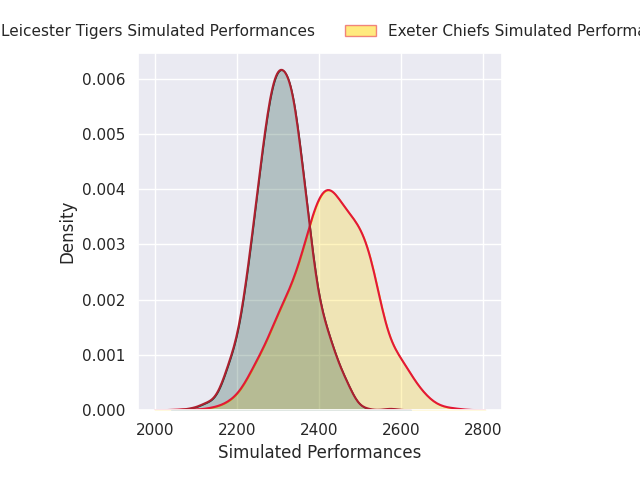 Leicester Tigers Simulated Performances
Exeter Chiefs Simulated Performa
0.006
0.005
0.004
0.003
0.002
0.001
0.000
Density
2000 2200 2400 2600 2800
Simulated Performances